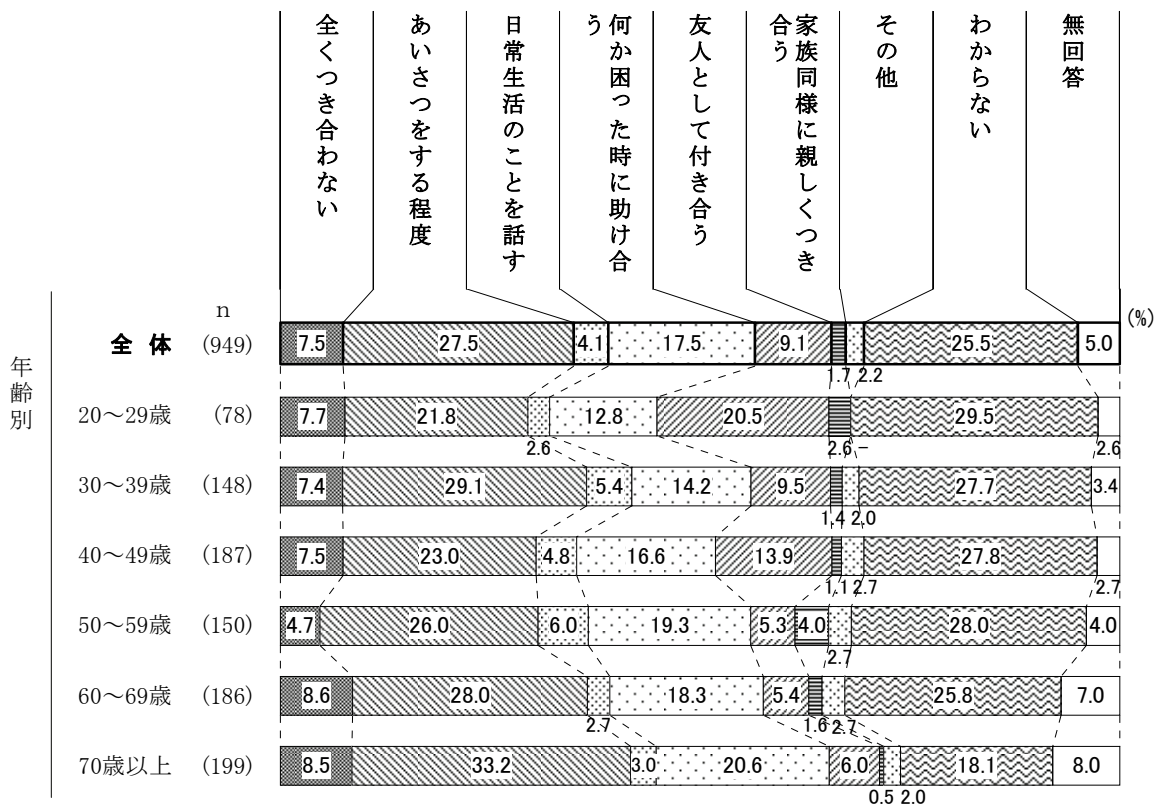 全くつき合わない
あいさつをする程度
日常生活のことを話す
何か困った時に助け合う
友人として付き合う
家族同様に親しくつき合う
その他
わからない
無回答
n
(%)
年齢別
全体 (949) 7.5 27.5 4.1 17.5 9.1 1.7 2.2 25.5 5.0
20～29歳 (78) 7.7 21.8 2.6 12.8 20.5 2.6 － 29.5 2.6
30～39歳 (148) 7.4 29.1 5.4 14.2 9.5 1.4 2.0 27.7 3.4
40～49歳 (187) 7.5 23.0 4.8 16.6 13.9 1.1 2.7 27.8 2.7
50～59歳 (150) 4.7 26.0 6.0 19.3 5.3 4.0 2.7 28.0 4.0
60～69歳 (186) 8.6 28.0 2.7 18.3 5.4 1.6 2.7 25.8 7.0
70歳以上 (199) 8.5 33.2 3.0 20.6 6.0 0.5 2.0 18.1 8.0